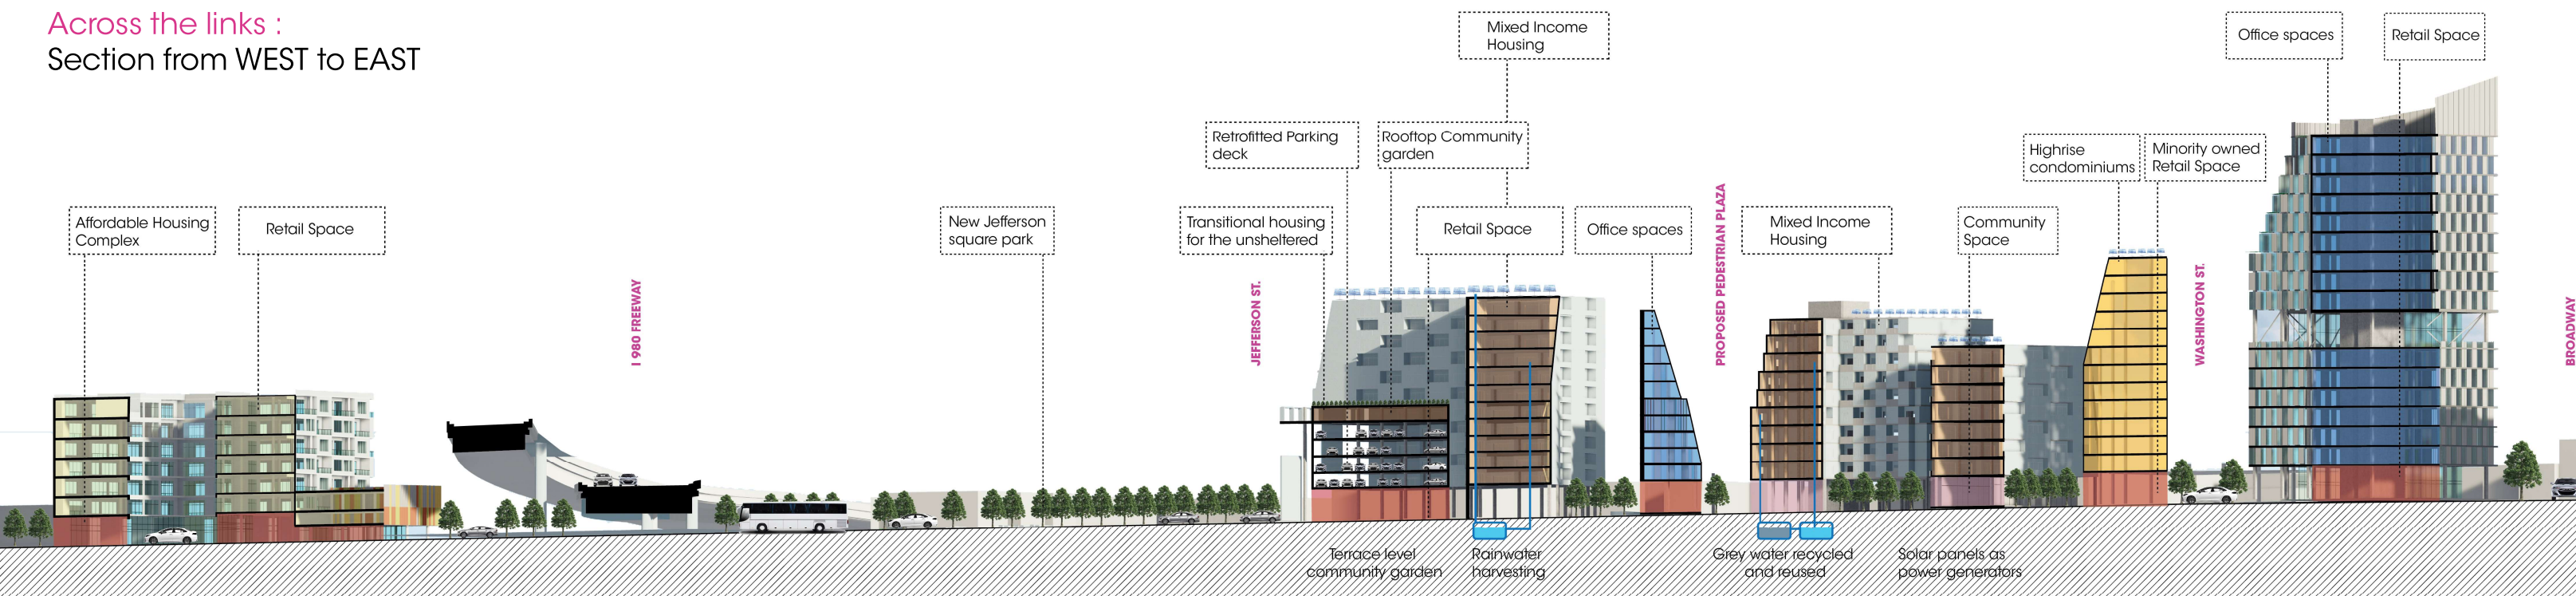 Across the links :
Section from WEST to EAST
Mixed Income
Housing
Office spaces
Retail Space
Retrofitted Parking
deck
Rooftop Community
garden
Highrise
condominiums
Minority owned
Retail Space
Affordable Housing
Complex
Retail Space
New Jefferson
square park
Transitional housing
for the unsheltered
Retail Space
Office spaces
Mixed Income
Housing
Community
Space
I 980 FREEWAY
JEFFERSON ST.
PROPOSED PEDESTRIAN PLAZA
WASHINGTON ST.
BROADWAY
Terrace level
community garden
Rainwater
harvesting
Grey water recycled
and reused
Solar panels as
power generators